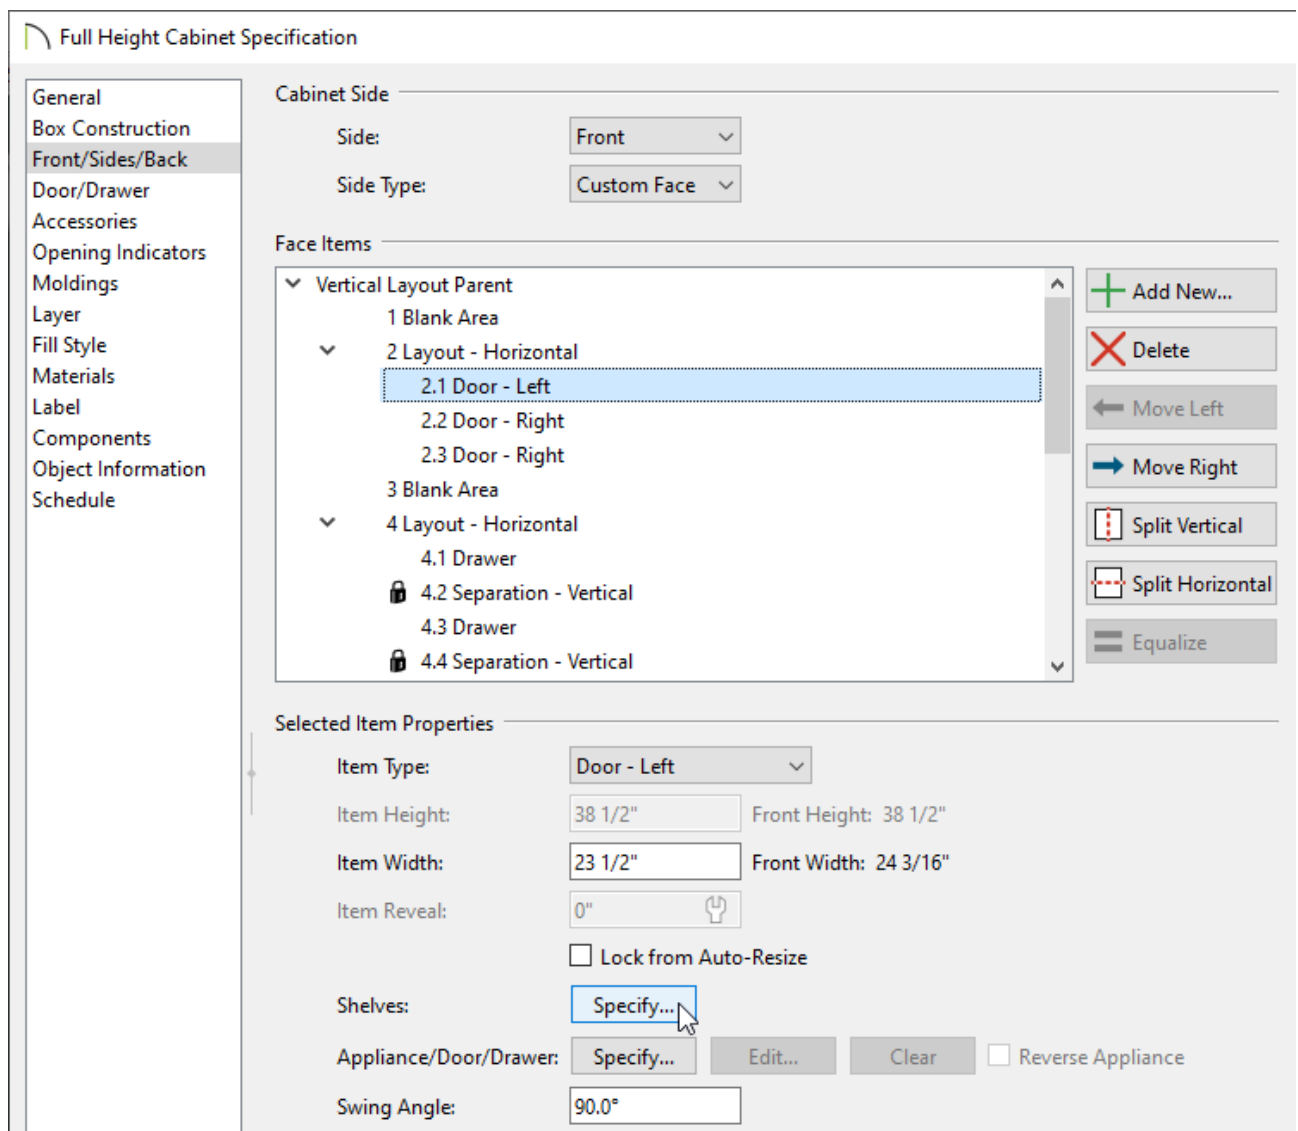 Full Height Cabinet Specification
General
Box Construction
Front/Sides/Back
Door/Drawer
Accessories
Opening Indicators
Moldings
Layer
Fill Style
Materials
Label
Components
Object Information
Schedule
Cabinet Side
Side: Front
Side Type: Custom Face
Face Items
Vertical Layout Parent
1 Blank Area
2 Layout - Horizontal
2.1 Door - Left
2.2 Door - Right
2.3 Door - Right
3 Blank Area
4 Layout - Horizontal
4.1 Drawer
4.2 Separation - Vertical
4.3 Drawer
4.4 Separation - Vertical
Add New...
Delete
Move Left
Move Right
Split Vertical
Split Horizontal
Equalize
Selected Item Properties
Item Type: Door - Left
Item Height: 38 1/2" Front Height: 38 1/2"
Item Width: 23 1/2" Front Width: 24 3/16"
Item Reveal: 0"
Lock from Auto-Resize
Shelves: Specify...
Appliance/Door/Drawer: Specify... Edit... Clear Reverse Appliance
Swing Angle: 90.0°